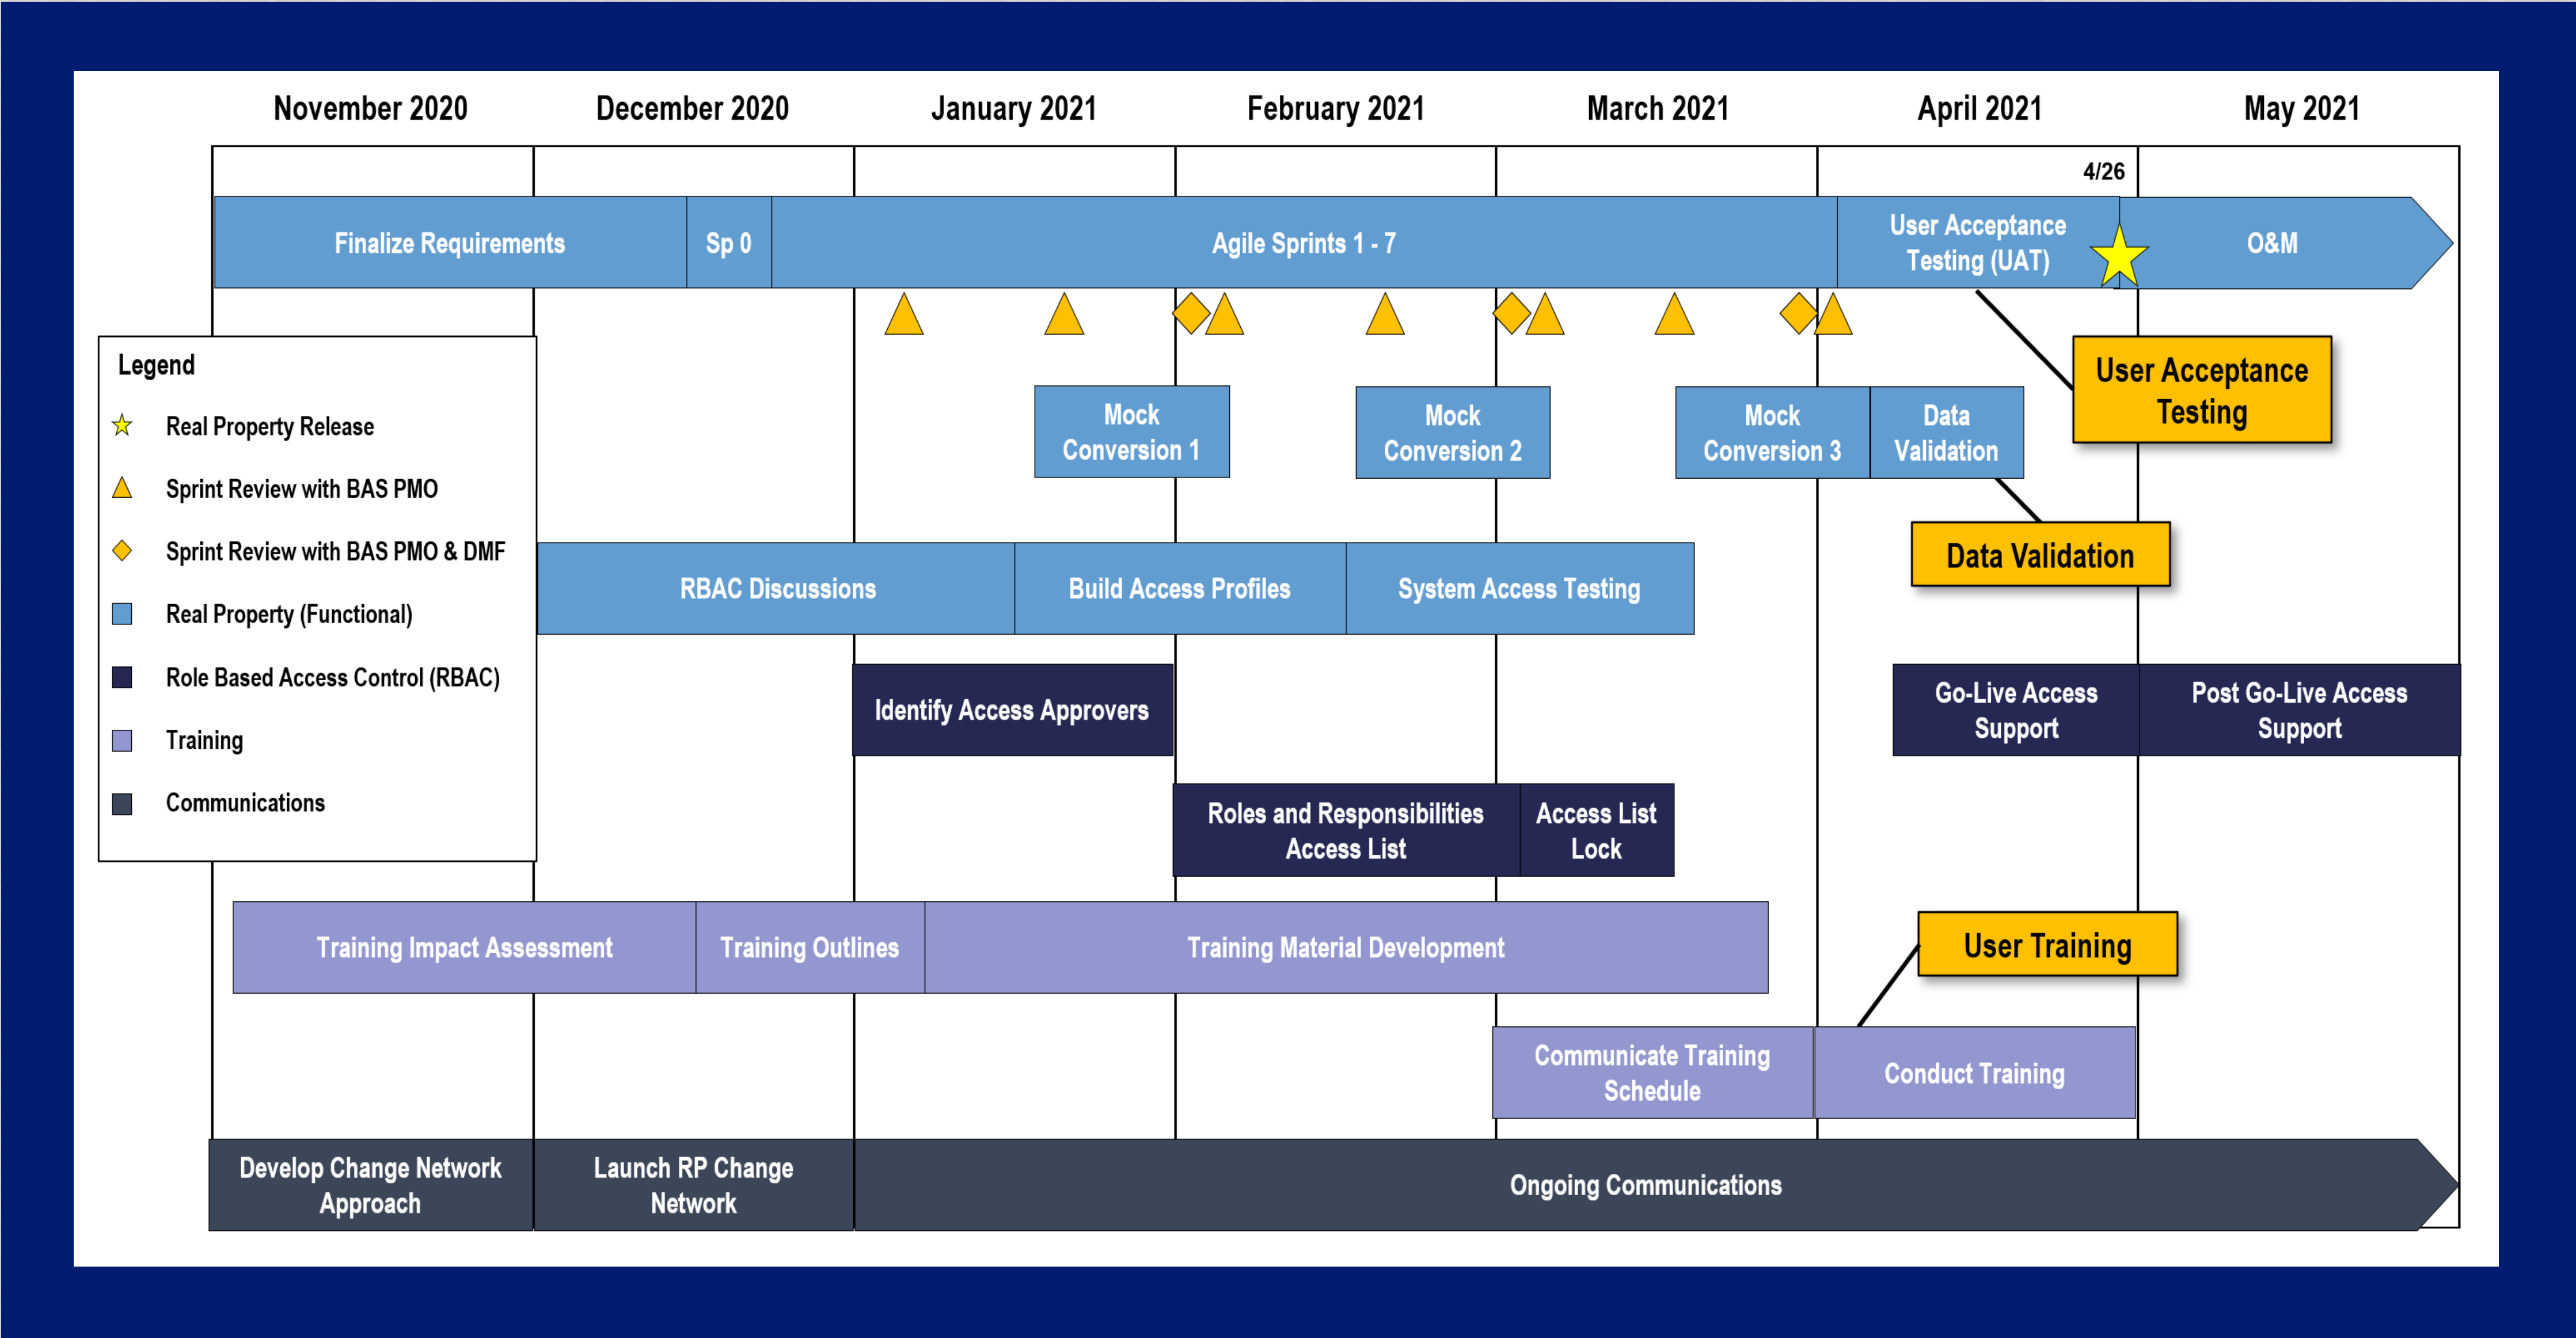 November 2020
December 2020
January 2021
February 2021
March 2021
April 2021
May 2021
4/26
Finalize Requirements
Sp 0
Agile Sprints 1 - 7
User Acceptance
Testing (UAT)
O&M
User Acceptance
Testing
Legend
Real Property Release
Sprint Review with BAS PMO
Sprint Review with BAS PMO & DMF
Real Property (Functional)
Role Based Access Control (RBAC)
Training
Communications
Mock
Conversion 1
Mock
Conversion 2
Mock
Conversion 3
Data
Validation
Data Validation
RBAC Discussions
Build Access Profiles
System Access Testing
Identify Access Approvers
Go-Live Access
Support
Post Go-Live Access
Support
Roles and Responsibilities
Access List
Access List
Lock
Training Impact Assessment
Training Outlines
Training Material Development
User Training
Communicate Training
Schedule
Conduct Training
Develop Change Network
Approach
Launch RP Change
Network
Ongoing Communications